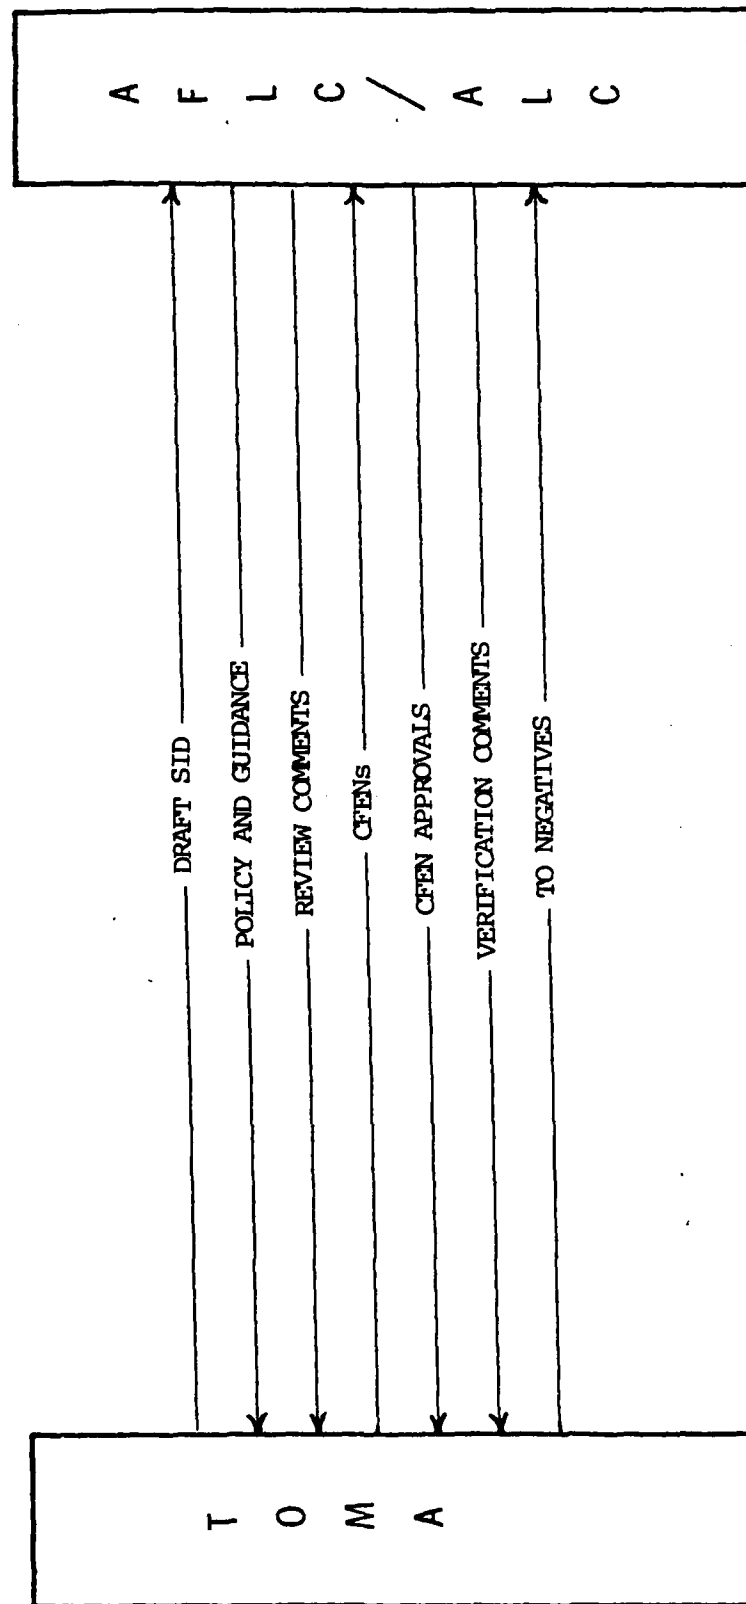 TOMA
DRAFT SID
POLICY AND GUIDANCE
REVIEW COMMENTS
CFENs
CFEN APPROVALS
VERIFICATION COMMENTS
TO NEGATIVES
AFLC/ALC